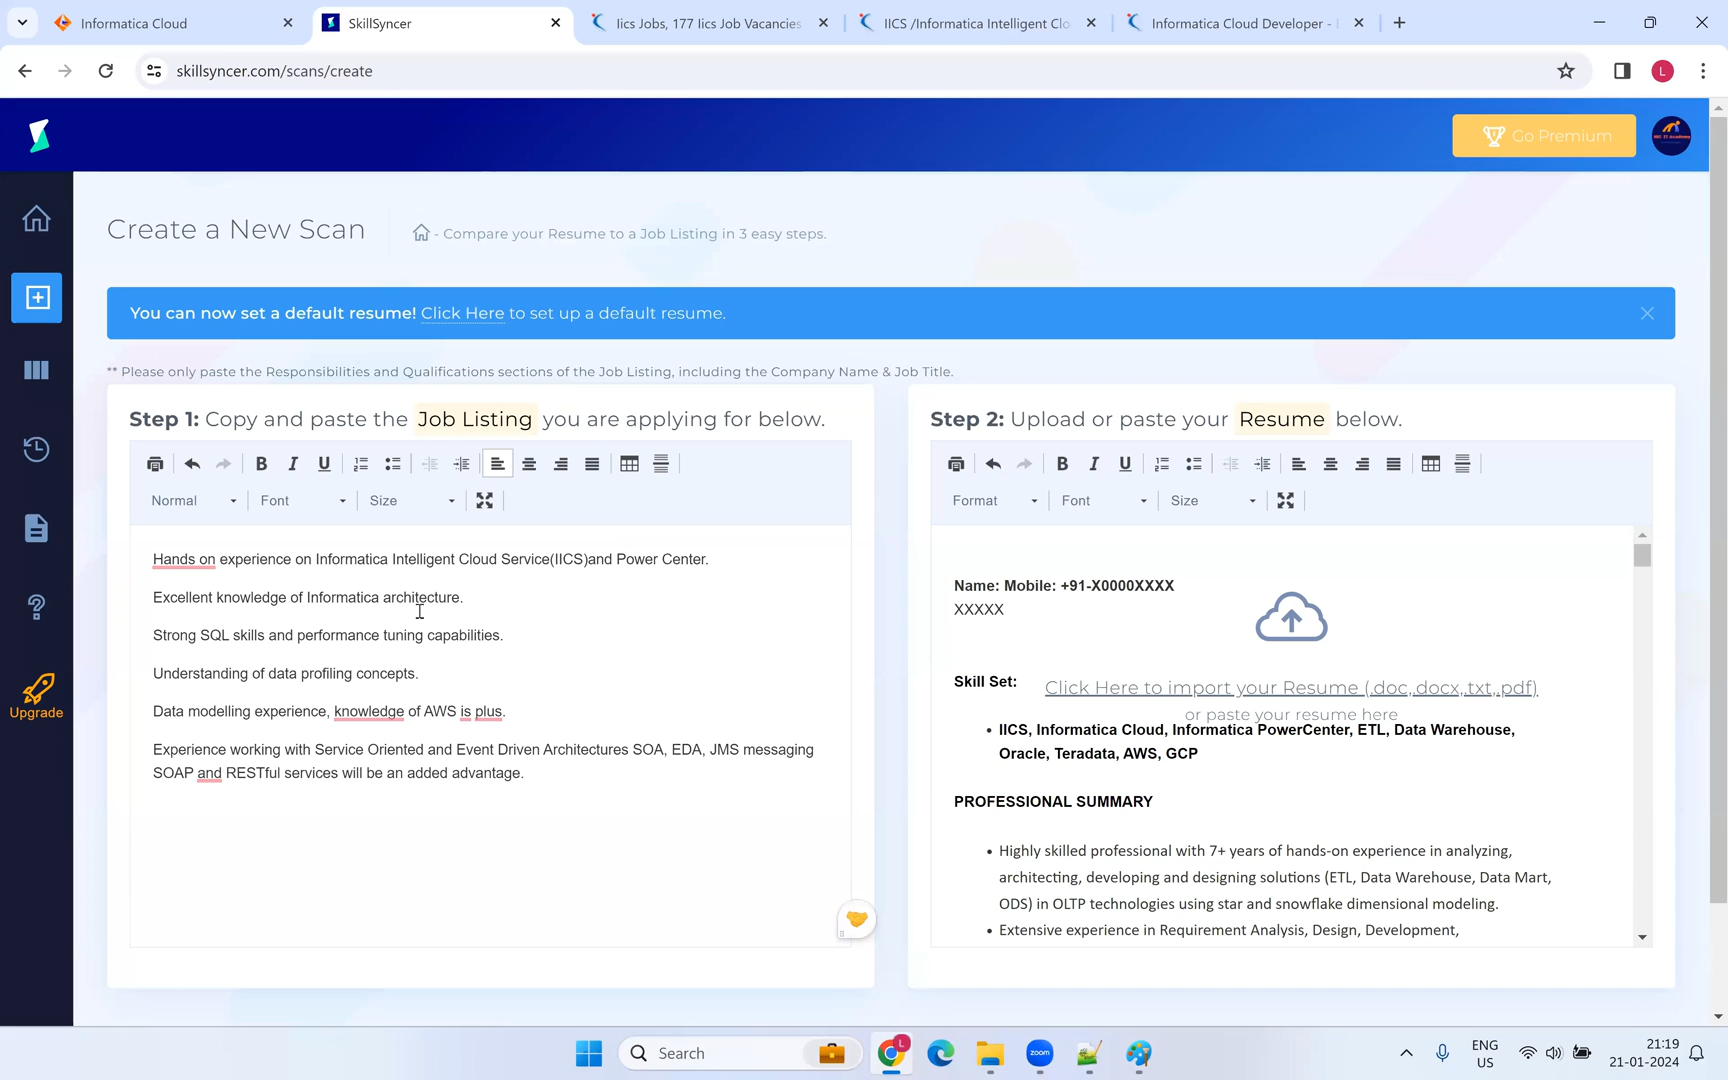 Informatica Cloud
SkillSyncer
Iics Jobs, 177 Iics Job Vacancies
IICS /Informatica Intelligent Clo
Informatica Cloud Developer -
skillsyncer.com/scans/create
L
Go Premium
Create a New Scan
- Compare your Resume to a Job Listing in 3 easy steps.
You can now set a default resume! Click Here to set up a default resume.
** Please only paste the Responsibilities and Qualifications sections of the Job Listing, including the Company Name & Job Title.
Step 1: Copy and paste the Job Listing you are applying for below.
Normal Font Size
Hands on experience on Informatica Intelligent Cloud Service(IICS)and Power Center.
Excellent knowledge of Informatica architecture.
Strong SQL skills and performance tuning capabilities.
Understanding of data profiling concepts.
Data modelling experience, knowledge of AWS is plus.
Experience working with Service Oriented and Event Driven Architectures SOA, EDA, JMS messaging
SOAP and RESTful services will be an added advantage.
Step 2: Upload or paste your Resume below.
Format Font Size
Name: Mobile: +91-X0000XXXX
XXXXX
Skill Set:
Click Here to import your Resume (.doc,.docx,.txt,.pdf)
or paste your resume here
• IICS, Informatica Cloud, Informatica PowerCenter, ETL, Data Warehouse,
Oracle, Teradata, AWS, GCP
PROFESSIONAL SUMMARY
• Highly skilled professional with 7+ years of hands-on experience in analyzing,
architecting, developing and designing solutions (ETL, Data Warehouse, Data Mart,
ODS) in OLTP technologies using star and snowflake dimensional modeling.
• Extensive experience in Requirement Analysis, Design, Development,
Upgrade
Search
L
zoom
ENG
US
21:19
21-01-2024